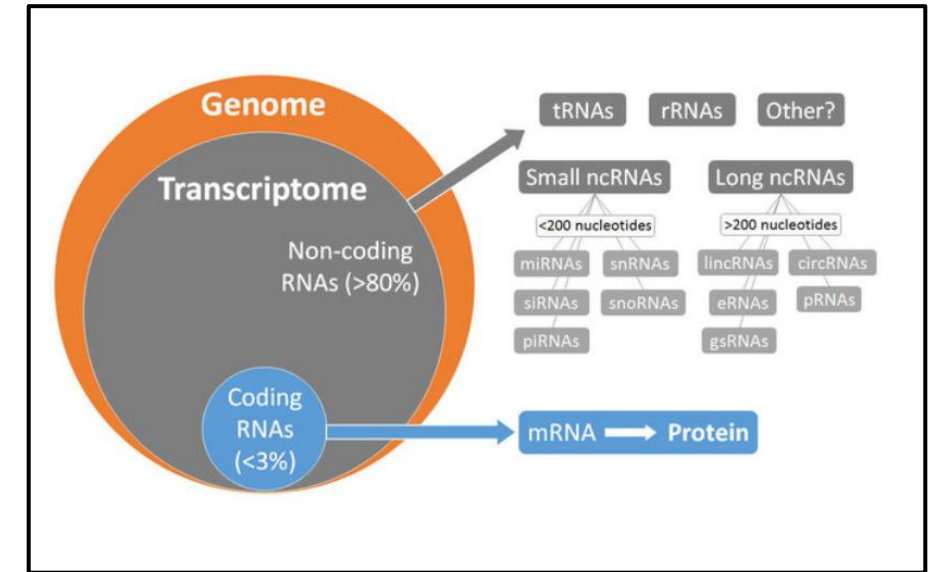 Genome
Transcriptome
Non-coding
RNAs (>80%)
Coding
RNAs
(<3%)
tRNAs rRNAs Other?
Small ncRNAs Long ncRNAs
<200 nucleotides >200 nucleotides
miRNAs snRNAs lincRNAs circRNAs
siRNAs snoRNAs eRNAs pRNAs
piRNAs gsRNAs
mRNA Protein